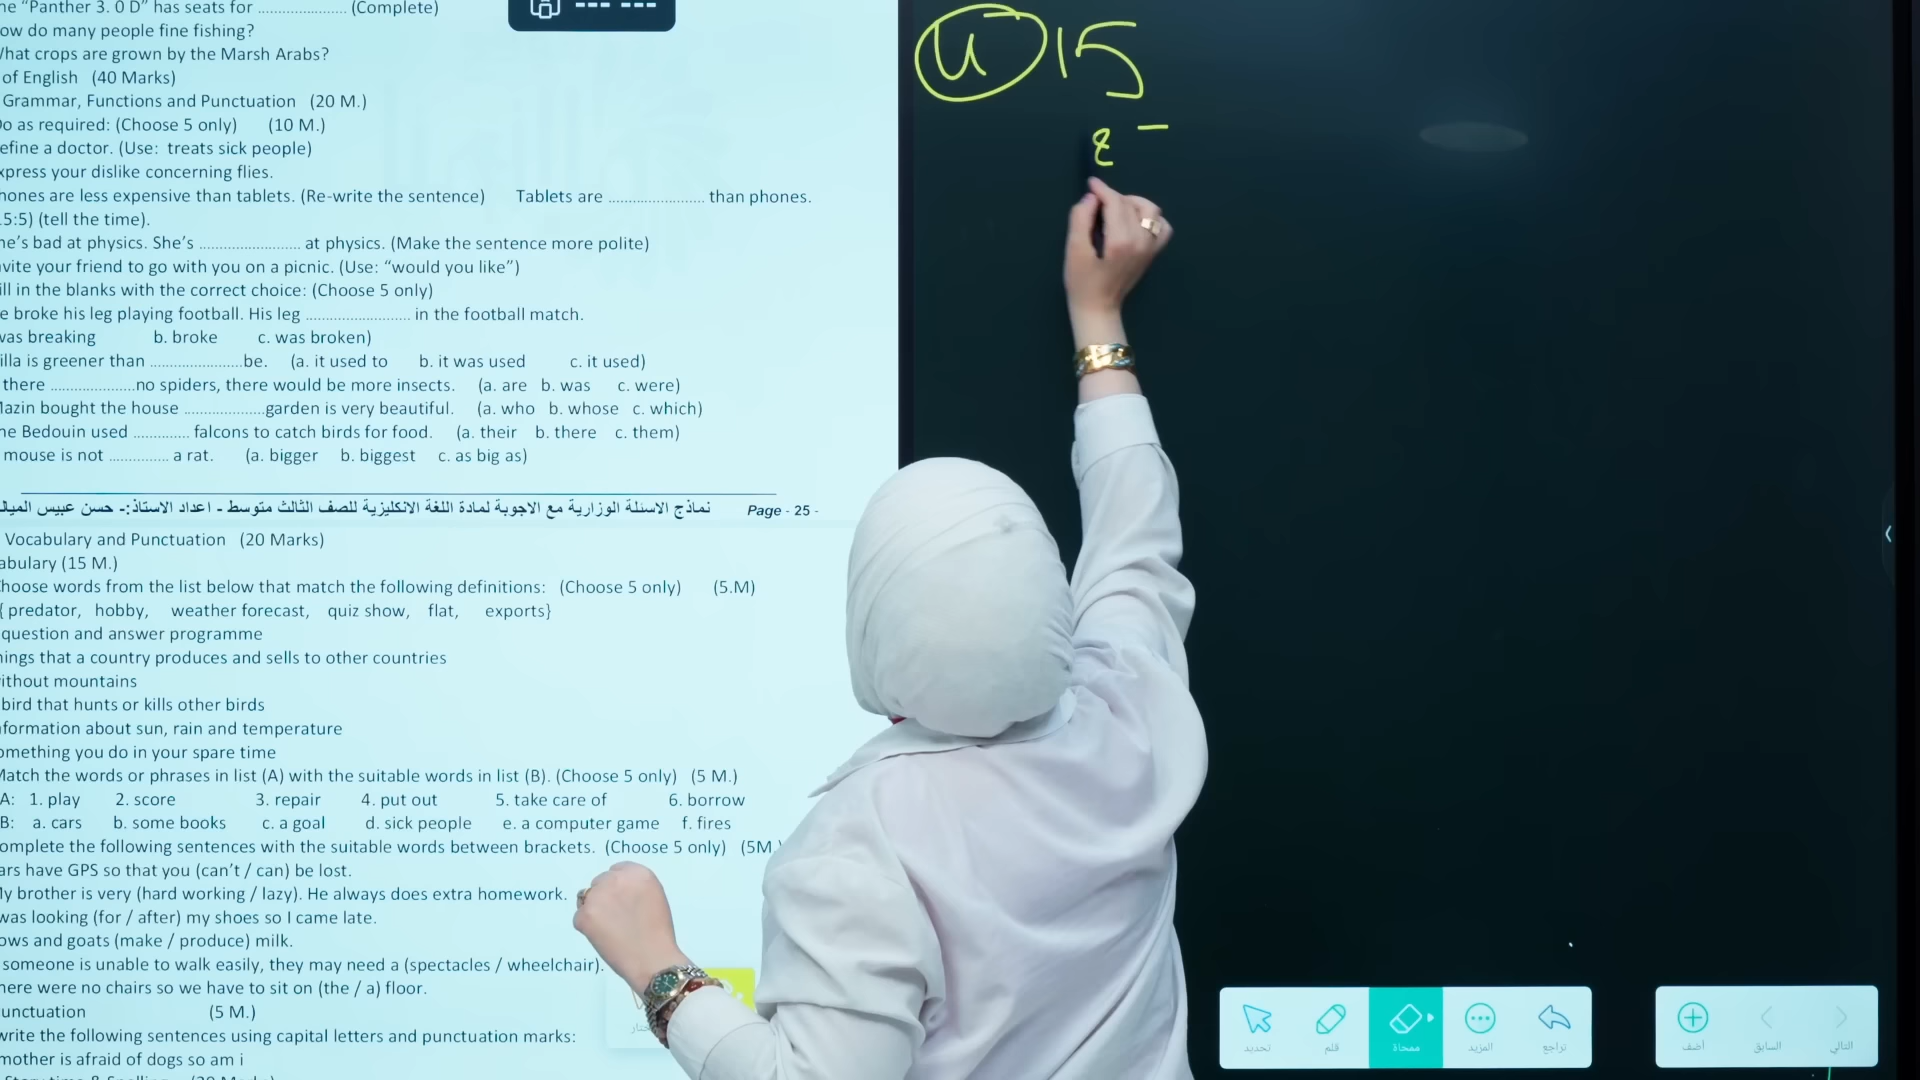 "Panther 3. 0 D” has seats for ..................... (Complete)
how do many people fine fishing?
What crops are grown by the Marsh Arabs?
of English (40 Marks)
Grammar, Functions and Punctuation (20 M.)
Do as required: (Choose 5 only) (10 M.)
efine a doctor. (Use: treats sick people)
xpress your dislike concerning flies.
hones are less expensive than tablets. (Re-write the sentence) Tablets are ....................... than phones.
5:5) (tell the time).
he’s bad at physics. She’s ........................ at physics. (Make the sentence more polite)
vite your friend to go with you on a picnic. (Use: “would you like”)
ill in the blanks with the correct choice: (Choose 5 only)
e broke his leg playing football. His leg ......................... in the football match.
was breaking b. broke c. was broken)
illa is greener than ......................be. (a. it used to b. it was used c. it used)
there ....................no spiders, there would be more insects. (a. are b. was c. were)
Mazin bought the house ...................garden is very beautiful. (a. who b. whose c. which)
he Bedouin used ............. falcons to catch birds for food. (a. their b. there c. them)
mouse is not .............. a rat. (a. bigger b. biggest c. as big as)
نماذج الاسئلة الوزارية مع الاجوبة لمادة اللغة الانكليزية للصف الثالث متوسط - اعداد الاستاذ:- حسن عبيس الميال
Page - 25 -
Vocabulary and Punctuation (20 Marks)
abulary (15 M.)
hoose words from the list below that match the following definitions: (Choose 5 only) (5.M)
{ predator, hobby, weather forecast, quiz show, flat, exports}
question and answer programme
hings that a country produces and sells to other countries
ithout mountains
bird that hunts or kills other birds
nformation about sun, rain and temperature
omething you do in your spare time
Match the words or phrases in list (A) with the suitable words in list (B). (Choose 5 only) (5 M.)
A: 1. play 2. score 3. repair 4. put out 5. take care of 6. borrow
B: a. cars b. some books c. a goal d. sick people e. a computer game f. fires
omplete the following sentences with the suitable words between brackets. (Choose 5 only) (5M.)
ars have GPS so that you (can’t / can) be lost.
My brother is very (hard working / lazy). He always does extra homework.
was looking (for / after) my shoes so I came late.
ows and goats (make / produce) milk.
someone is unable to walk easily, they may need a (spectacles / wheelchair).
here were no chairs so we have to sit on (the / a) floor.
unctuation (5 M.)
write the following sentences using capital letters and punctuation marks:
mother is afraid of dogs so am i
15
تحديد
قلم
ممحاة
المزيد
تراجع
أضف
السابق
التالي